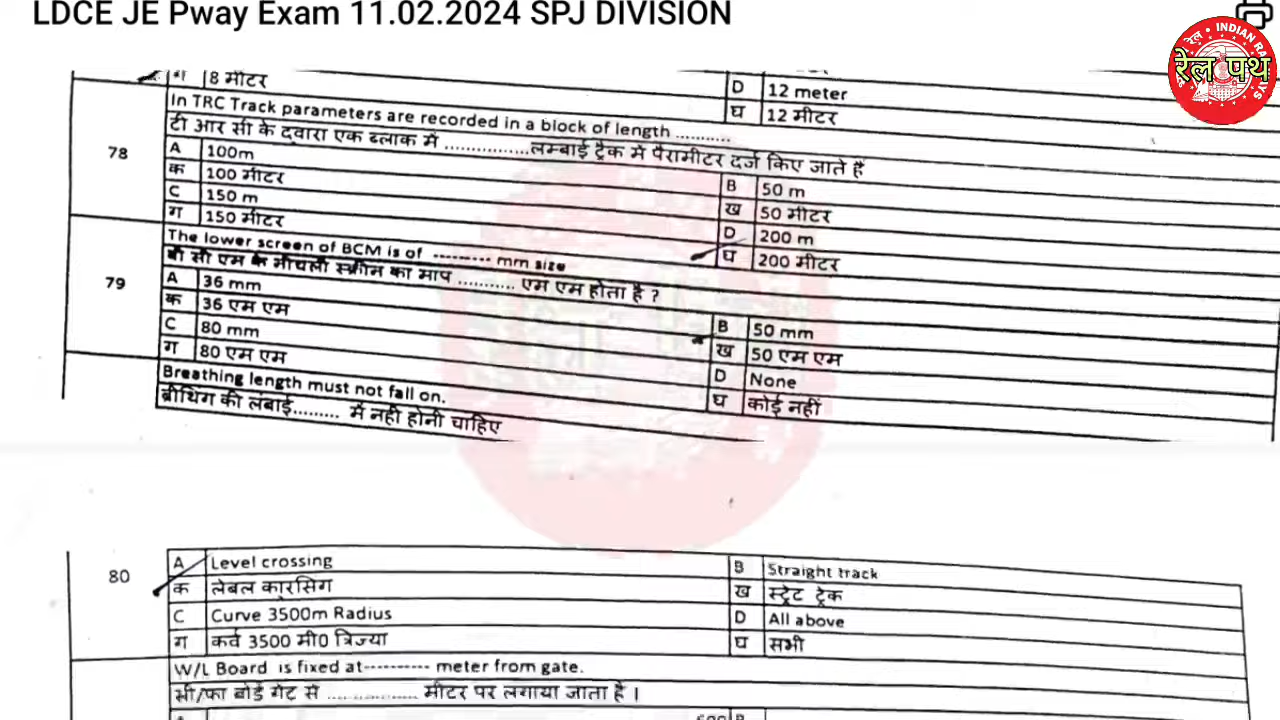 LDCE JE Pway Exam 11.02.2024 SPJ DIVISION
INDIAN
रेल पथ
ग 8 मीटर
D 12 meter
घ 12 मीटर
78
In TRC Track parameters are recorded in a block of length ...........
टी आर सी के द्वारा एक ब्लाक में ................लम्बाई ट्रैक में पैरामीटर दर्ज किए जाते हैं
A 100m
B 50 m
क 100 मीटर
ख 50 मीटर
C 150 m
D 200 m
ग 150 मीटर
घ 200 मीटर
79
The lower screen of BCM is of --------- mm size
बी सी एम के नीचली स्क्रीन का माप ........... एम एम होता है ?
A 36 mm
B 50 mm
क 36 एम एम
ख 50 एम एम
C 80 mm
D None
ग 80 एम एम
घ कोई नहीं
Breathing length must not fall on.
ब्रीथिंग की लंबाई......... में नही होनी चाहिए
80
A Level crossing
B Straight track
क लेबल कारसिग
ख स्ट्रेट ट्रेक
C Curve 3500m Radius
D All above
ग कर्व 3500 मी0 त्रिज्या
घ सभी
W/L Board is fixed at---------- meter from gate.
सी/फा बोर्ड गेट से .................. मीटर पर लगाया जाता है ।